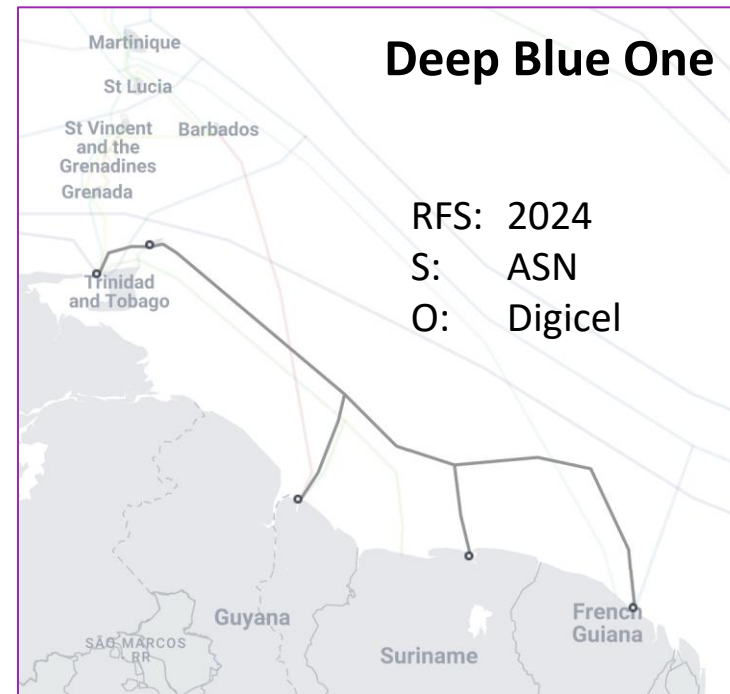 Deep Blue One
Martinique
St Lucia
St Vincent
and the
Grenadines
Barbados
Grenada
RFS: 2024
S: ASN
O: Digicel
Trinidad
and Tobago
Guyana
SÃO MARCOS
RR
Suriname
French
Guiana